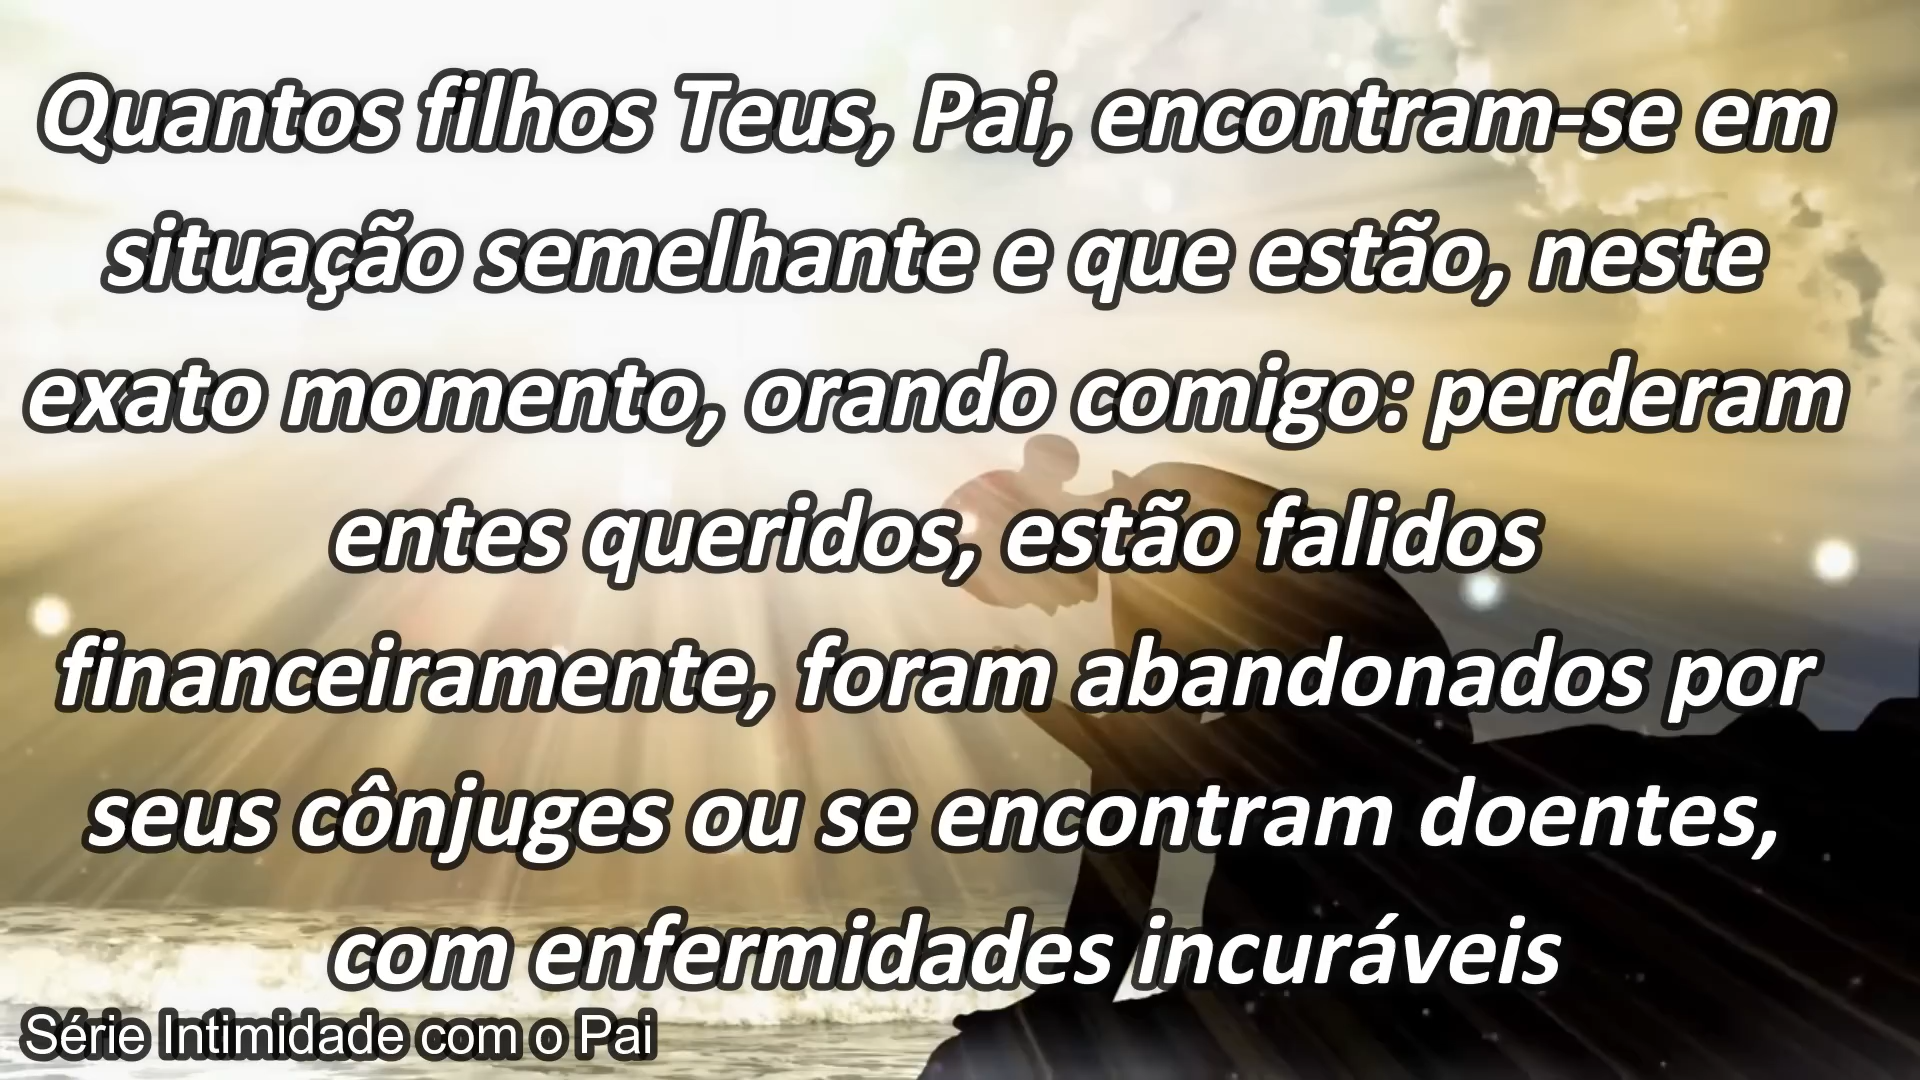 Quantos filhos Teus, Pai, encontram-se em
situação semelhante e que estão, neste
exato momento, orando comigo: perderam
entes queridos, estão falidos
financeiramente, foram abandonados por
seus cônjuges ou se encontram doentes,
com enfermidades incuráveis
Série Intimidade com o Pai